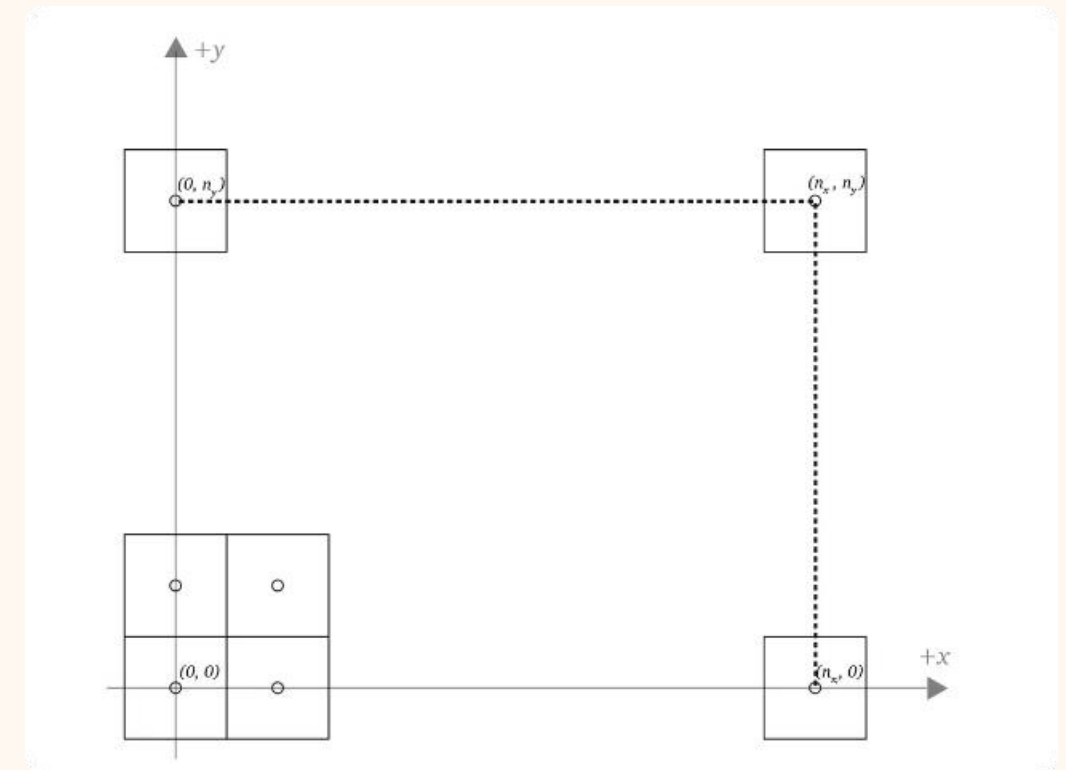 +y
(0, n_y)
(n_x, n_y)
(0, 0)
+x
(n_x, 0)